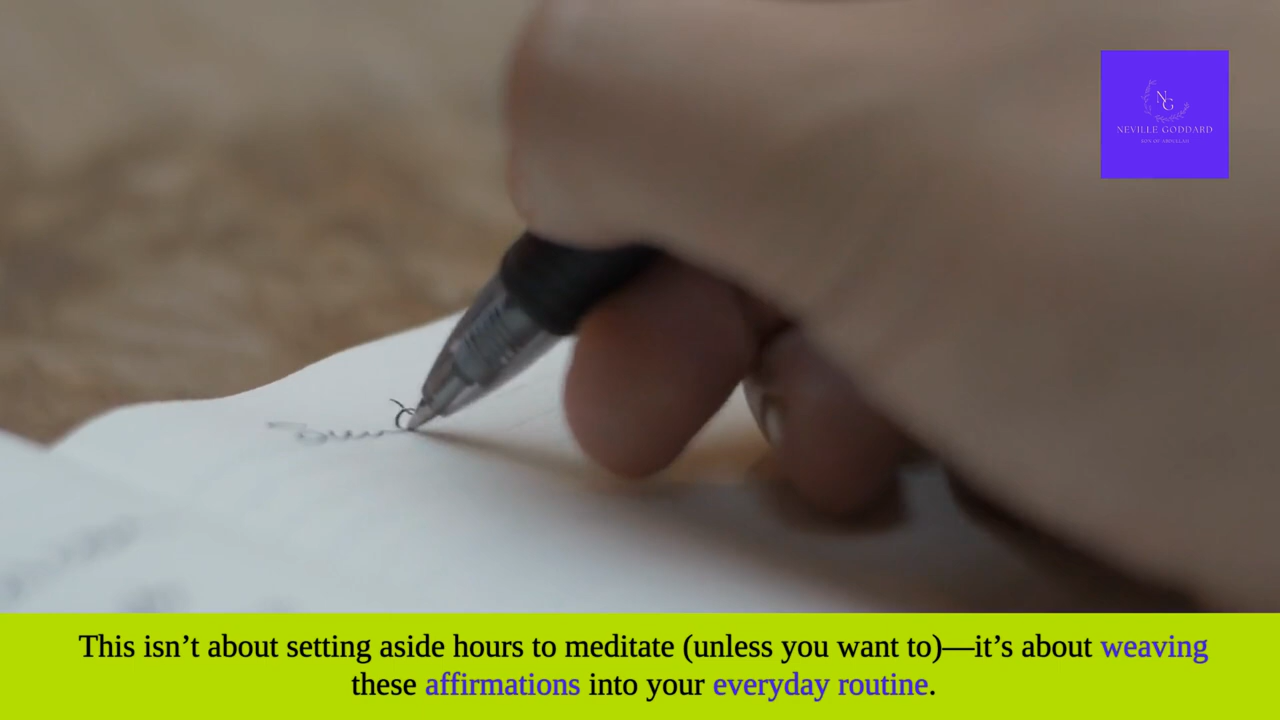 NG
NEVILLE GODDARD
This isn’t about setting aside hours to meditate (unless you want to)—it’s about weaving
these affirmations into your everyday routine.